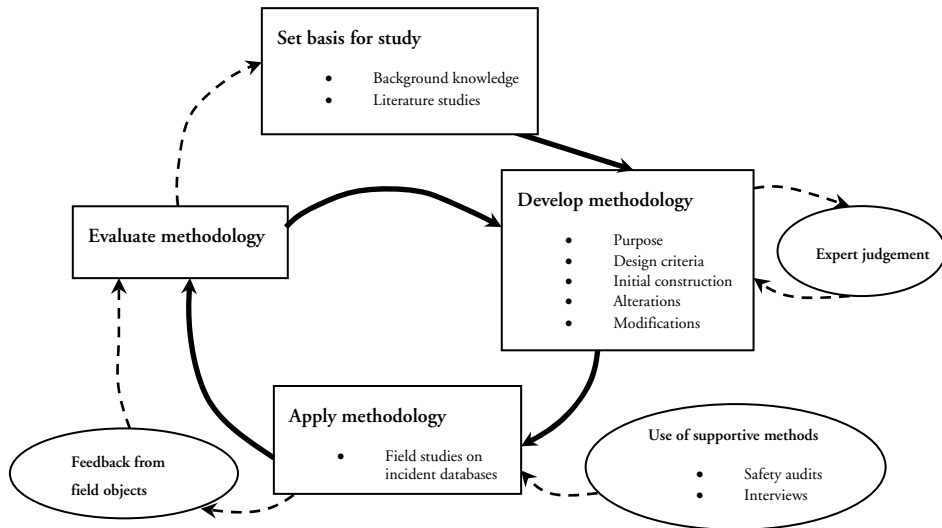 Set basis for study
• Background knowledge
• Literature studies
Develop methodology
• Purpose
• Design criteria
• Initial construction
• Alterations
• Modifications
Expert judgement
Evaluate methodology
Apply methodology
• Field studies on
incident databases
Use of supportive methods
• Safety audits
• Interviews
Feedback from
field objects